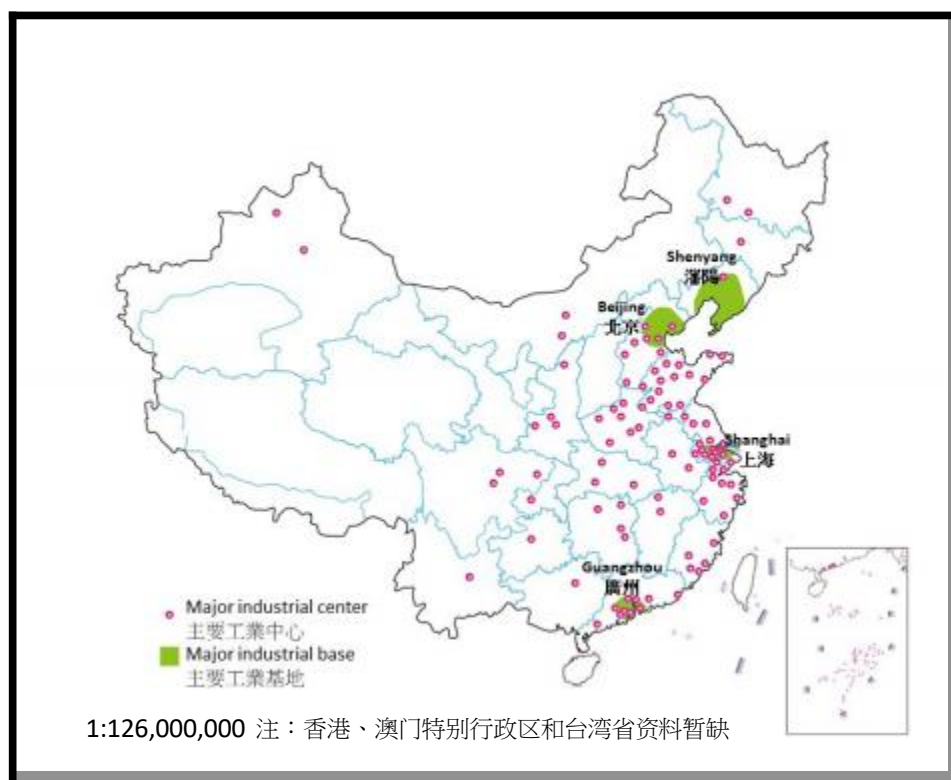 Shenyang
瀋陽
Beijing
北京
Shanghai
上海
Guangzhou
廣州
Major industrial center
主要工業中心
Major industrial base
主要工業基地
1:126,000,000 注：香港、澳门特别行政区和台湾省资料暂缺